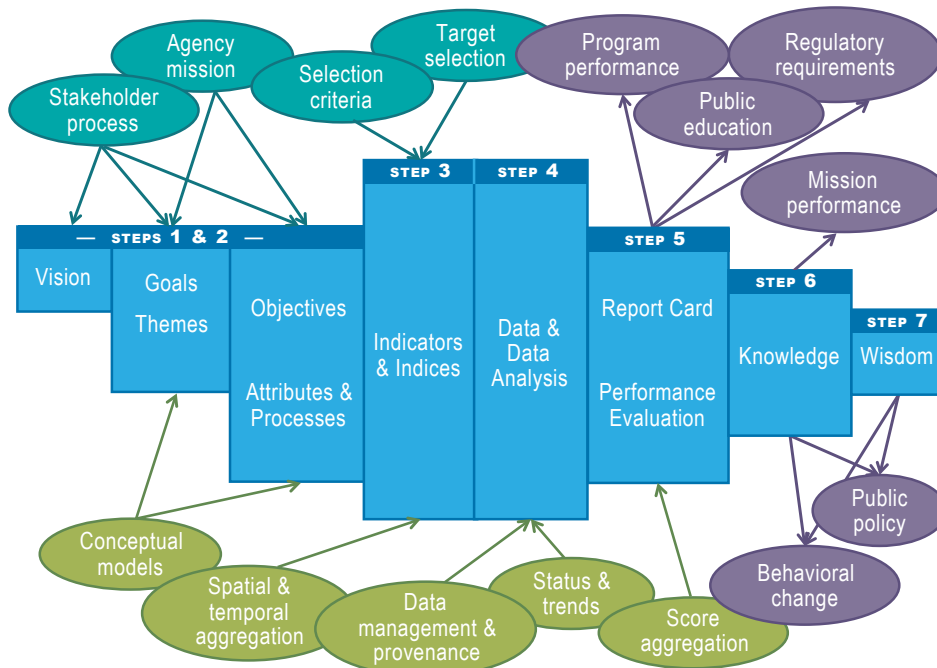 Agency
mission
Target
selection
Program
performance
Regulatory
requirements
Selection
criteria
Stakeholder
process
Public
education
Mission
performance
— STEPS 1 & 2 —
STEP 3
STEP 4
STEP 5
STEP 6
STEP 7
Vision
Goals
Themes
Objectives
Attributes &
Processes
Indicators
& Indices
Data &
Data
Analysis
Report Card
Performance
Evaluation
Knowledge
Wisdom
Conceptual
models
Spatial &
temporal
aggregation
Data
management &
provenance
Status &
trends
Score
aggregation
Behavioral
change
Public
policy